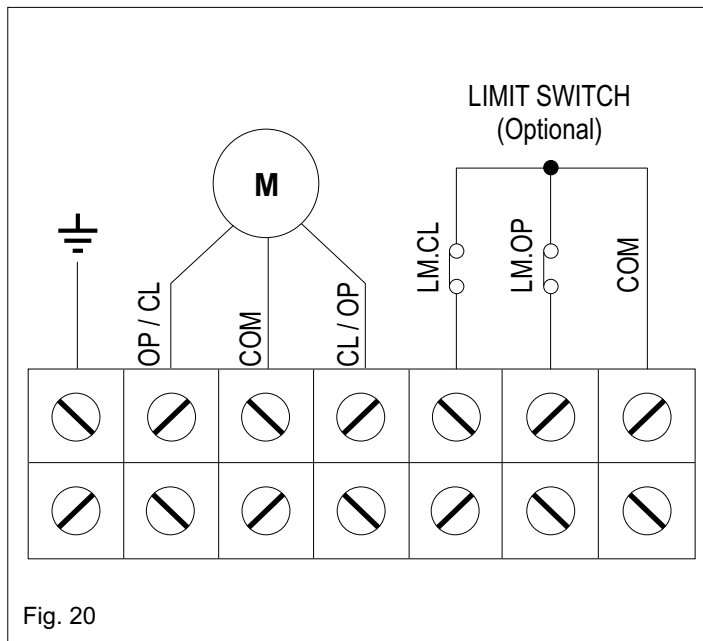 LIMIT SWITCH
(Optional)
M
OP / CL
COM
CL / OP
LM.CL
LM.OP
COM
Fig. 20